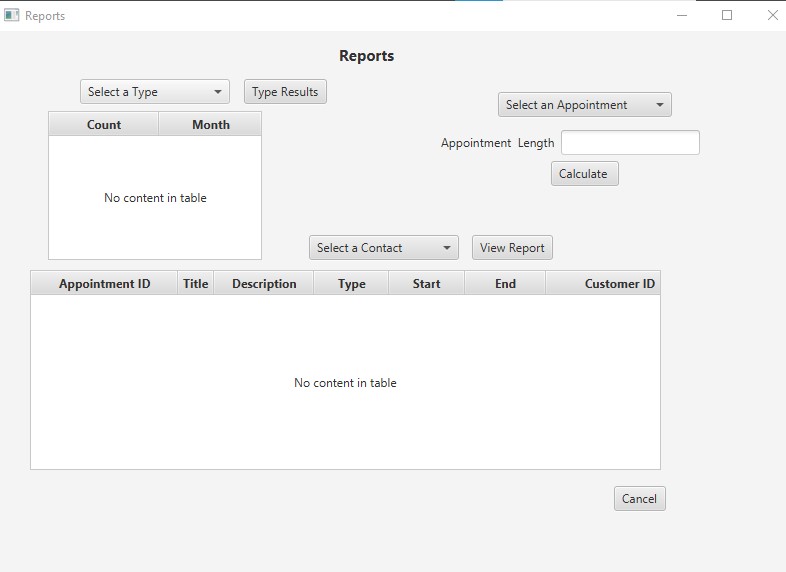 Reports
Reports
Select a Type
Type Results
Select an Appointment
Count Month
Appointment Length
No content in table
Calculate
Select a Contact
View Report
Appointment ID Title Description Type Start End Customer ID
No content in table
Cancel